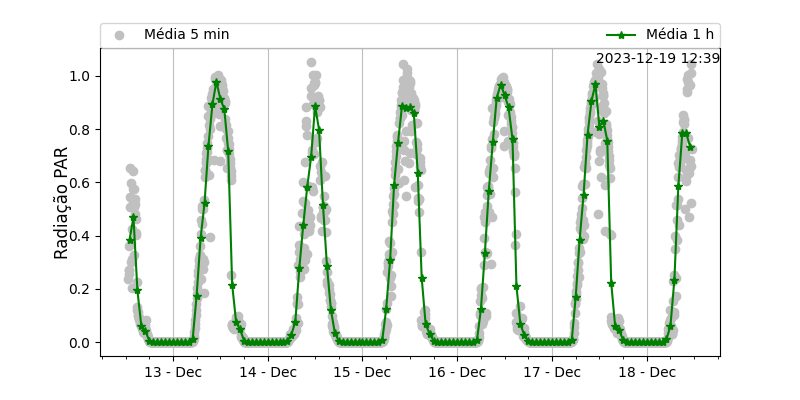 Média 5 min
Média 1 h
2023-12-19 12:39
1.0
0.8
0.6
0.4
0.2
0.0
Radiação PAR
13 - Dec
14 - Dec
15 - Dec
16 - Dec
17 - Dec
18 - Dec